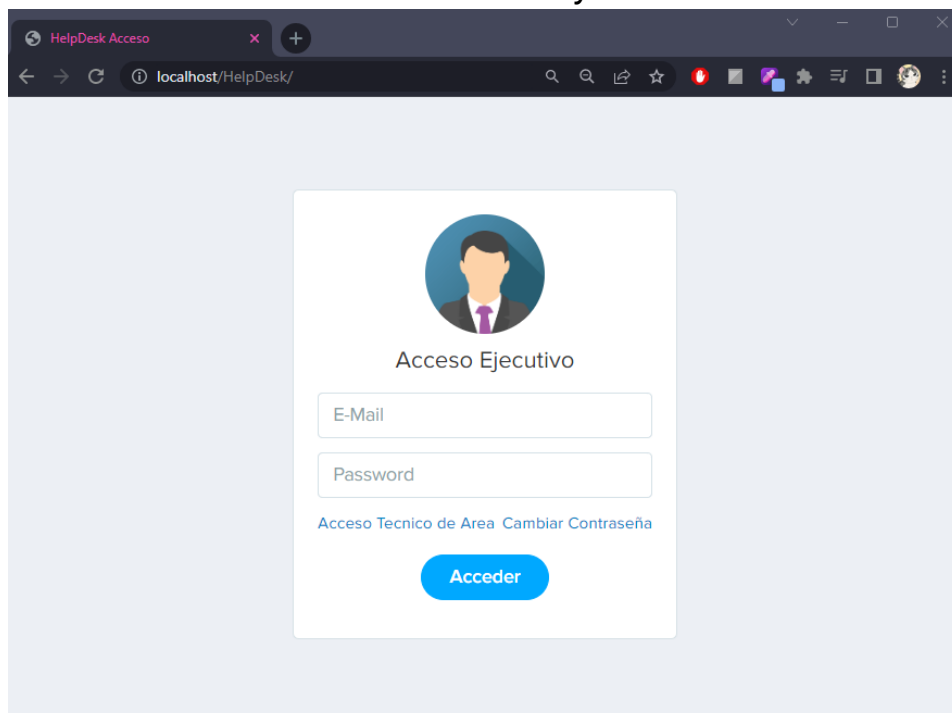 HelpDesk Acceso
localhost/HelpDesk/
Acceso Ejecutivo
E-Mail
Password
Acceso Tecnico de Area Cambiar Contraseña
Acceder